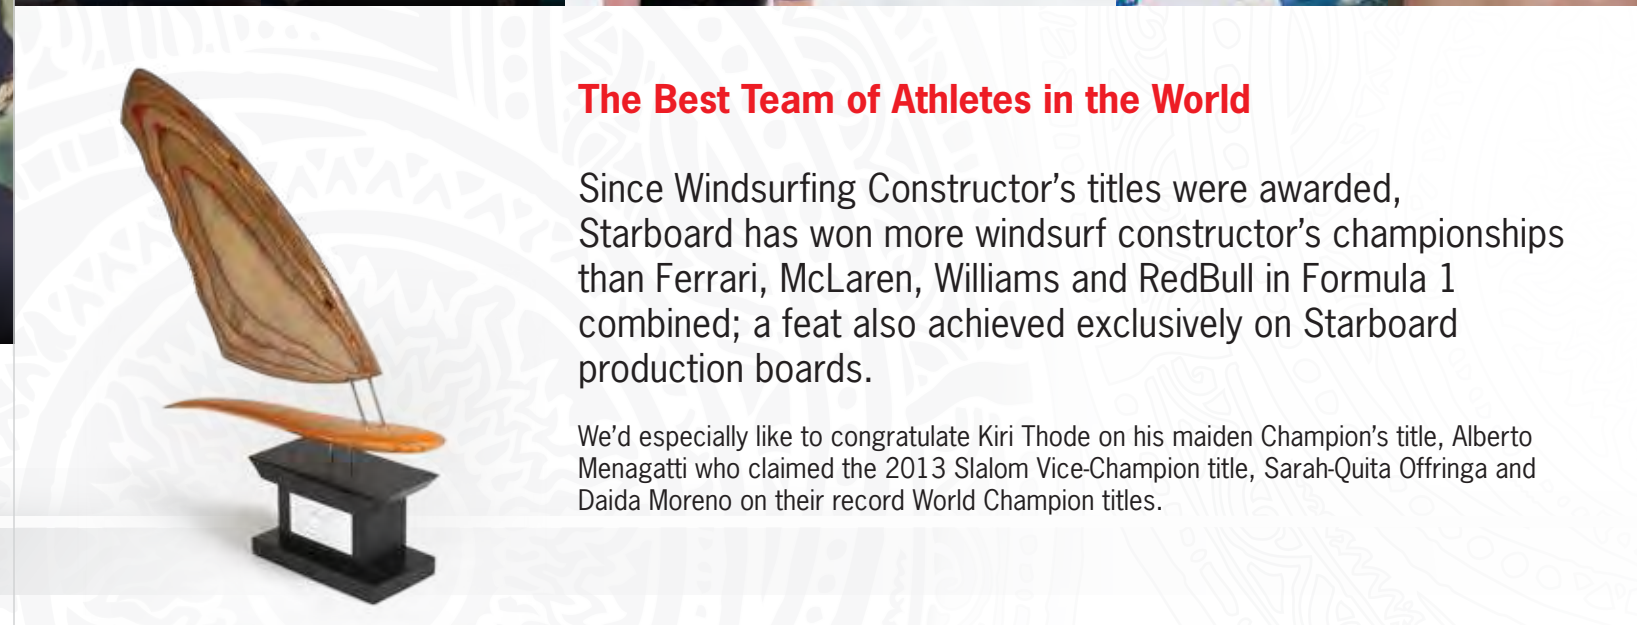 The Best Team of Athletes in the World
Since Windsurfing Constructor's titles were awarded,
Starboard has won more windsurf constructor's championships
than Ferrari, McLaren, Williams and RedBull in Formula 1
combined; a feat also achieved exclusively on Starboard
production boards.
We'd especially like to congratulate Kiri Thode on his maiden Champion's title, Alberto
Menagatti who claimed the 2013 Slalom Vice-Champion title, Sarah-Quita Offringa and
Daida Moreno on their record World Champion titles.